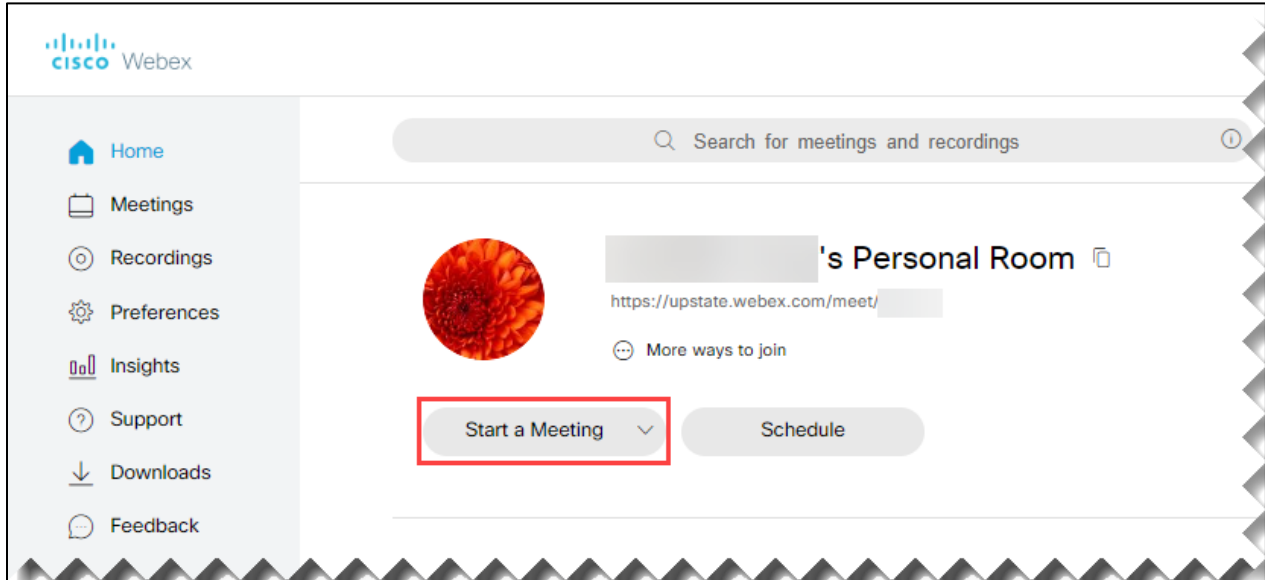 cisco Webex
Home
Search for meetings and recordings
Meetings
Recordings
's Personal Room
https://upstate.webex.com/meet/
Preferences
More ways to join
Insights
Support
Start a Meeting
Schedule
Downloads
Feedback